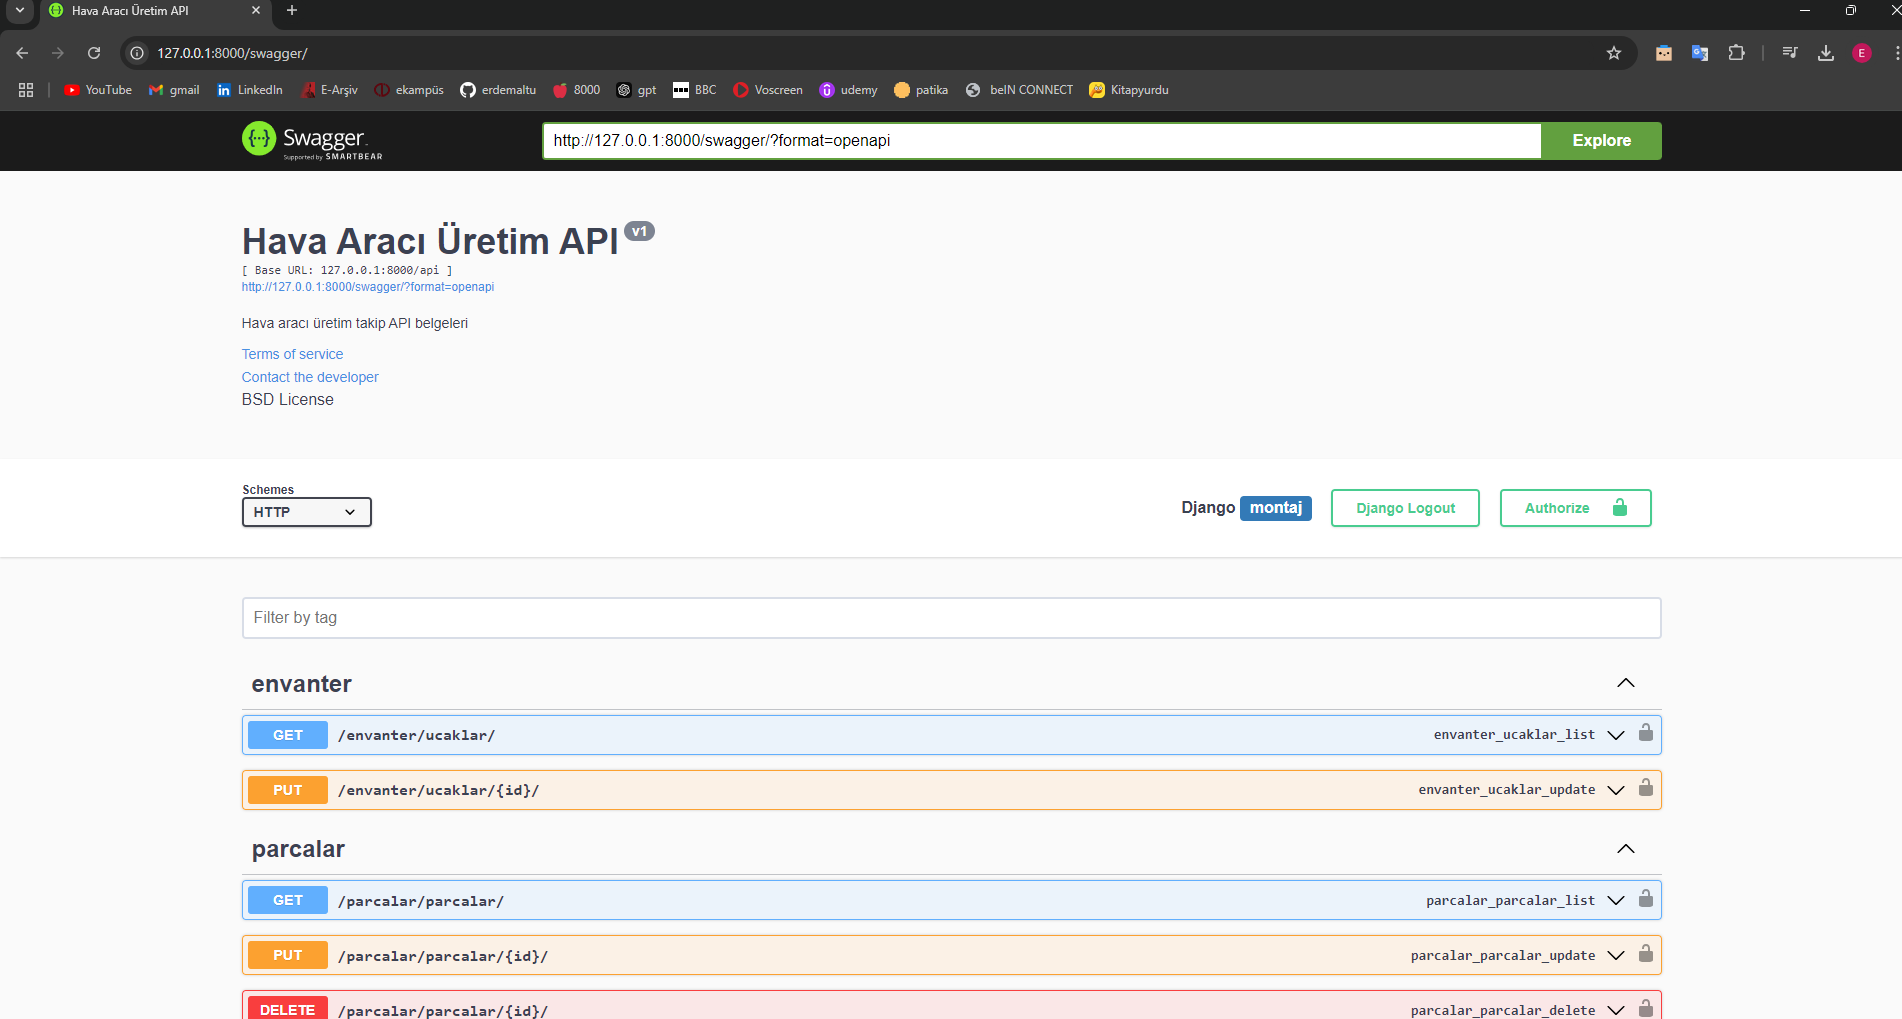 Hava Aracı Üretim API
127.0.0.1:8000/swagger/
E
YouTube gmail LinkedIn E-Arşiv ekampüs erdemaltu 8000 gpt BBC Voscreen udemy patika beIN CONNECT Kitapyurdu
Swagger
Supported by SMARTBEAR
http://127.0.0.1:8000/swagger/?format=openapi
Explore
Hava Aracı Üretim API v1
[ Base URL: 127.0.0.1:8000/api ]
http://127.0.0.1:8000/swagger/?format=openapi
Hava aracı üretim takip API belgeleri
Terms of service
Contact the developer
BSD License
Schemes
HTTP
Django montaj
Django Logout
Authorize
Filter by tag
envanter
GET /envanter/ucaklar/ envanter_ucaklar_list
PUT /envanter/ucaklar/{id}/ envanter_ucaklar_update
parcalar
GET /parcalar/parcalar/ parcalar_parcalar_list
PUT /parcalar/parcalar/{id}/ parcalar_parcalar_update
DELETE /parcalar/parcalar/{id}/ parcalar_parcalar_delete